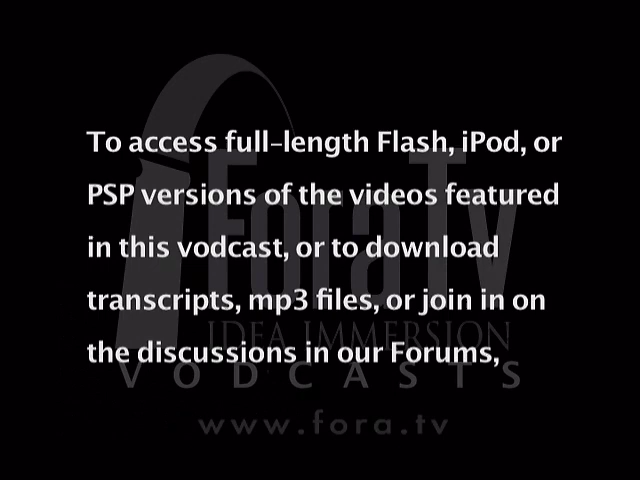 To access full-length Flash, iPod, or
PSP versions of the videos featured
in this vodcast, or to download
transcripts, mp3 files, or join in on
the discussions in our Forums,
ForaTv
IDEA IMMERSION
VODCASTS
www.fora.tv